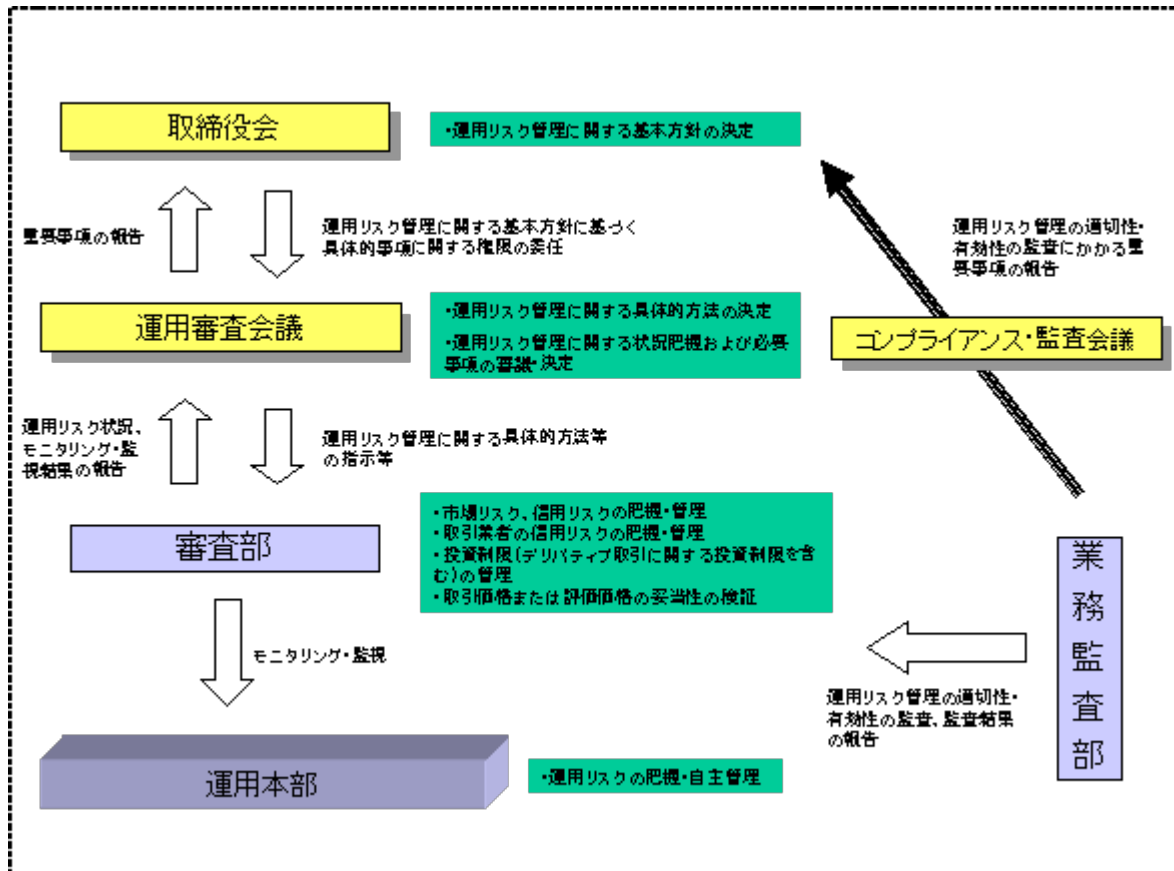 取締役会
・運用リスク管理に関する基本方針の決定
重要事項の報告
運用リスク管理に関する基本方針に基づく
具体的事項に関する権限の委任
運用リスク管理の適切性・
有効性の監査にかかる重
要事項の報告
運用審査会議
・運用リスク管理に関する具体的方法の決定
・運用リスク管理に関する状況把握および必要
事項の審議・決定
コンプライアンス・監査会議
運用リスク状況、
モニタリング・監
視結果の報告
運用リスク管理に関する具体的方法等
の指示等
審査部
・市場リスク、信用リスクの把握・管理
・取引業者の信用リスクの把握・管理
・投資制限(デリバティブ取引に関する投資制限を含
む)の管理
・取引価格または評価価格の妥当性の検証
業務監査部
モニタリング・監視
運用リスク管理の適切性・
有効性の監査、監査結果
の報告
運用本部
・運用リスクの把握・自主管理